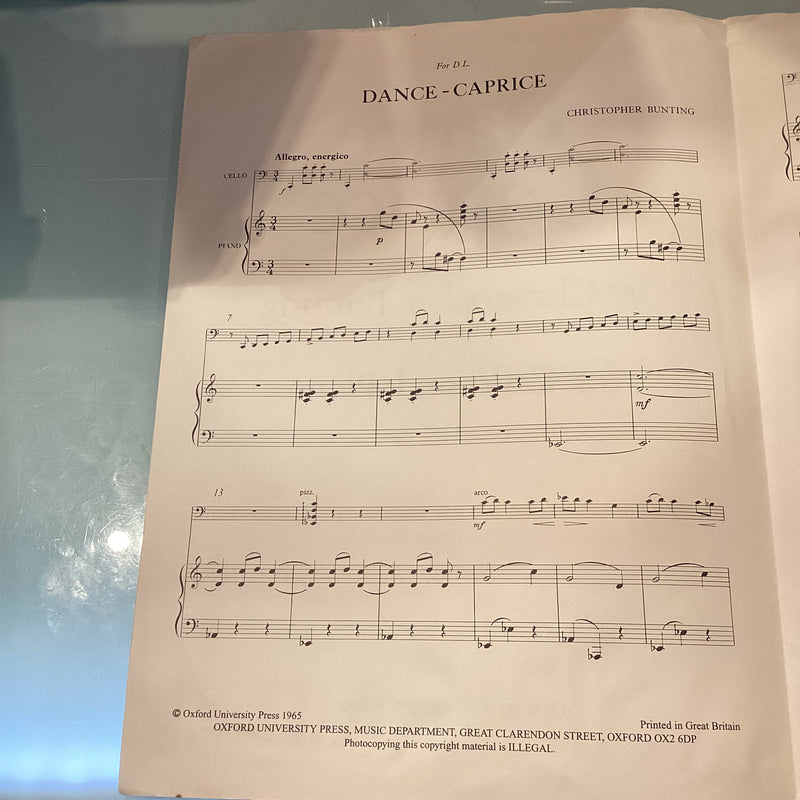 For D.L.
DANCE-CAPRICE
CHRISTOPHER BUNTING
Allegro, energico
CELLO
f
p
PIANO
7
mf
13
pizz.
arco
mf
© Oxford University Press 1965
Printed in Great Britain
OXFORD UNIVERSITY PRESS, MUSIC DEPARTMENT, GREAT CLARENDON STREET, OXFORD OX2 6DP
Photocopying this copyright material is ILLEGAL.